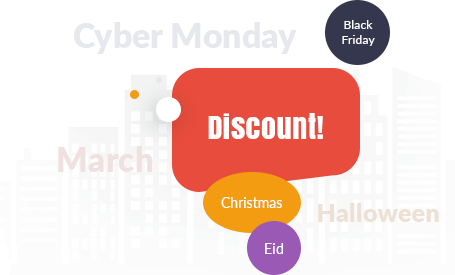 Cyber Monday
Black
Friday
Discount!
March
Christmas
Halloween
Eid